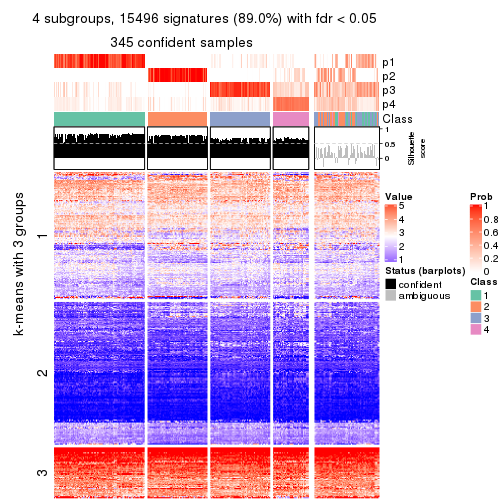 4 subgroups, 15496 signatures (89.0%) with fdr < 0.05
345 confident samples
p1
p2
p3
p4
Class
1
0.5
0
Silhouette
score
k-means with 3 groups
1
2
3
Value
5
4
3
2
1
Status (barplots)
confident
ambiguous
Prob
1
0.8
0.6
0.4
0.2
0
Class
1
2
3
4